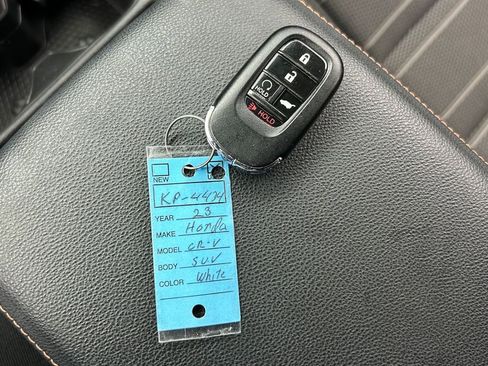 HOLD
HOLD
NEW
KP-4434
YEAR 23
MAKE Honda
MODEL CR-V
BODY SUV
COLOR White